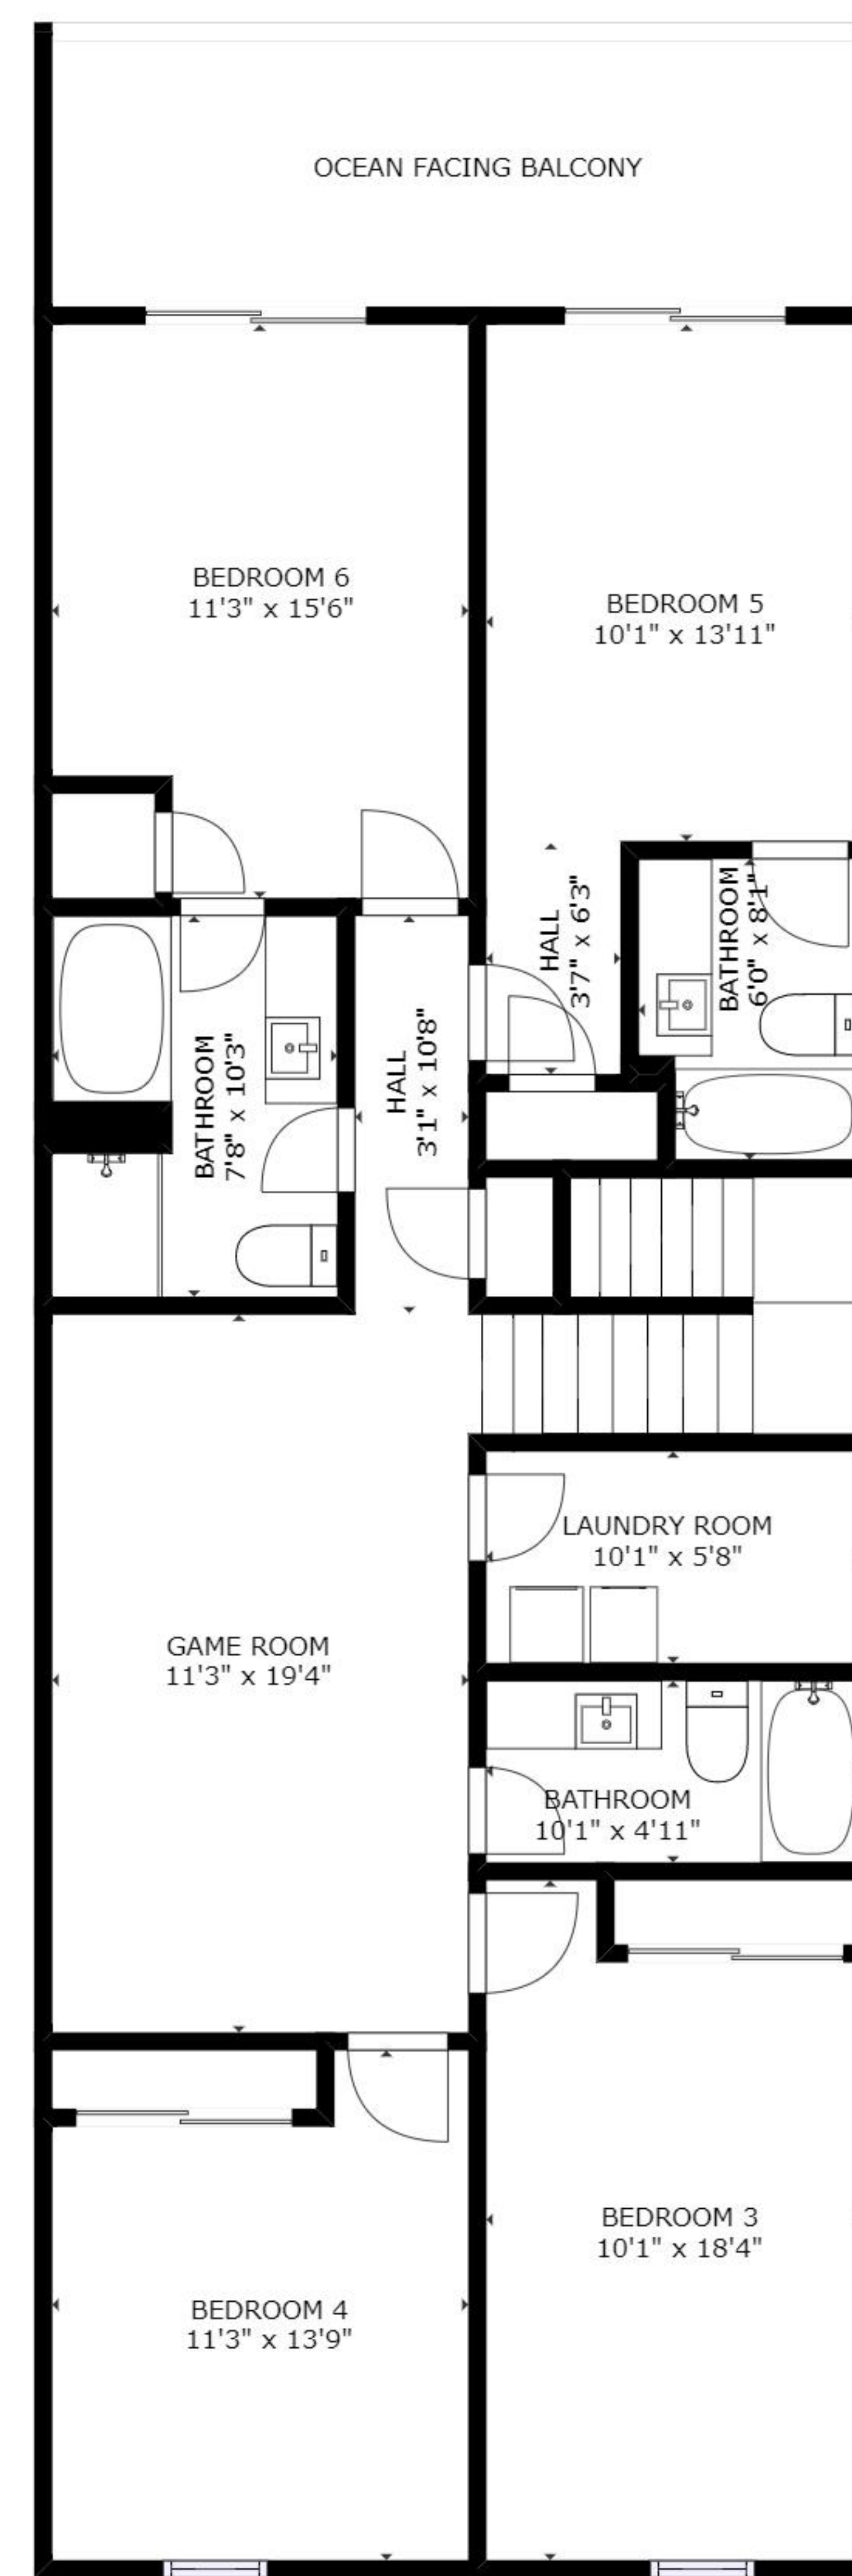 OCEAN FACING BALCONY
BEDROOM 6
11'3" x 15'6"
BEDROOM 5
10'1" x 13'11"
BATHROOM
6'0" x 8'1"
HALL
3'7" x 6'3"
HALL
3'1" x 10'8"
BATHROOM
7'8" x 10'3"
LAUNDRY ROOM
10'1" x 5'8"
GAME ROOM
11'3" x 19'4"
BATHROOM
10'1" x 4'11"
BEDROOM 3
10'1" x 18'4"
BEDROOM 4
11'3" x 13'9"